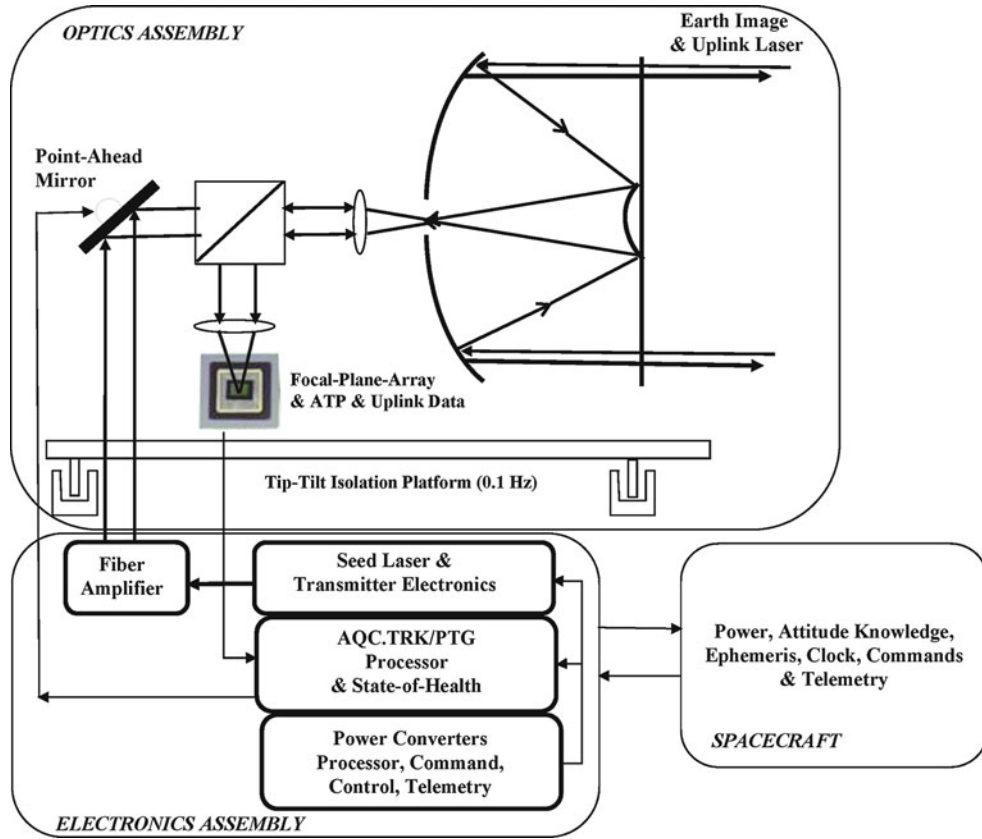 OPTICS ASSEMBLY
Earth Image
& Uplink Laser
Point-Ahead
Mirror
Focal-Plane-Array
& ATP & Uplink Data
Tip-Tilt Isolation Platform (0.1 Hz)
Fiber
Amplifier
Seed Laser &
Transmitter Electronics
AQC.TRK/PTG
Processor
& State-of-Health
Power Converters
Processor, Command,
Control, Telemetry
ELECTRONICS ASSEMBLY
Power, Attitude Knowledge,
Ephemeris, Clock, Commands
& Telemetry
SPACECRAFT